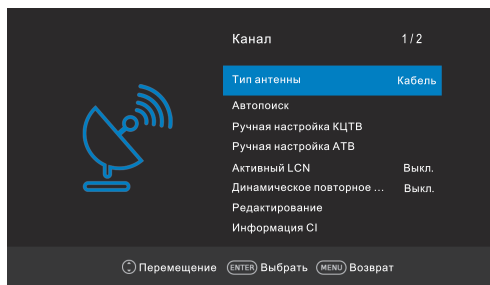 Канал 1 / 2
Тип антенны Кабель
Автопоиск
Ручная настройка КЦТВ
Ручная настройка АТВ
Активный LCN Выкл.
Динамическое повторное ... Выкл.
Редактирование
Информация CI
Перемещение ENTER Выбрать MENU Возврат